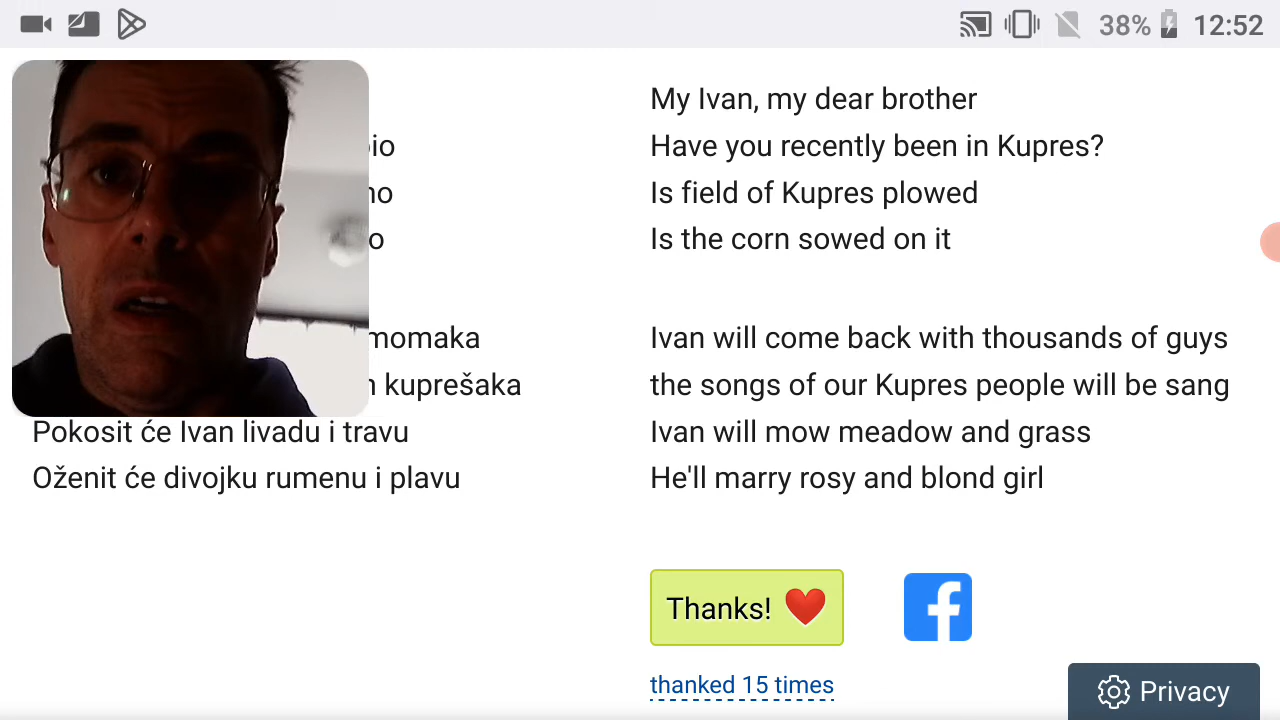 38% 12:52
My Ivan, my dear brother
Have you recently been in Kupres?
Is field of Kupres plowed
Is the corn sowed on it
momaka
kuprešaka
Pokosit će Ivan livadu i travu
Oženit će divojku rumenu i plavu
Ivan will come back with thousands of guys
the songs of our Kupres people will be sang
Ivan will mow meadow and grass
He'll marry rosy and blond girl
Thanks!
thanked 15 times
Privacy